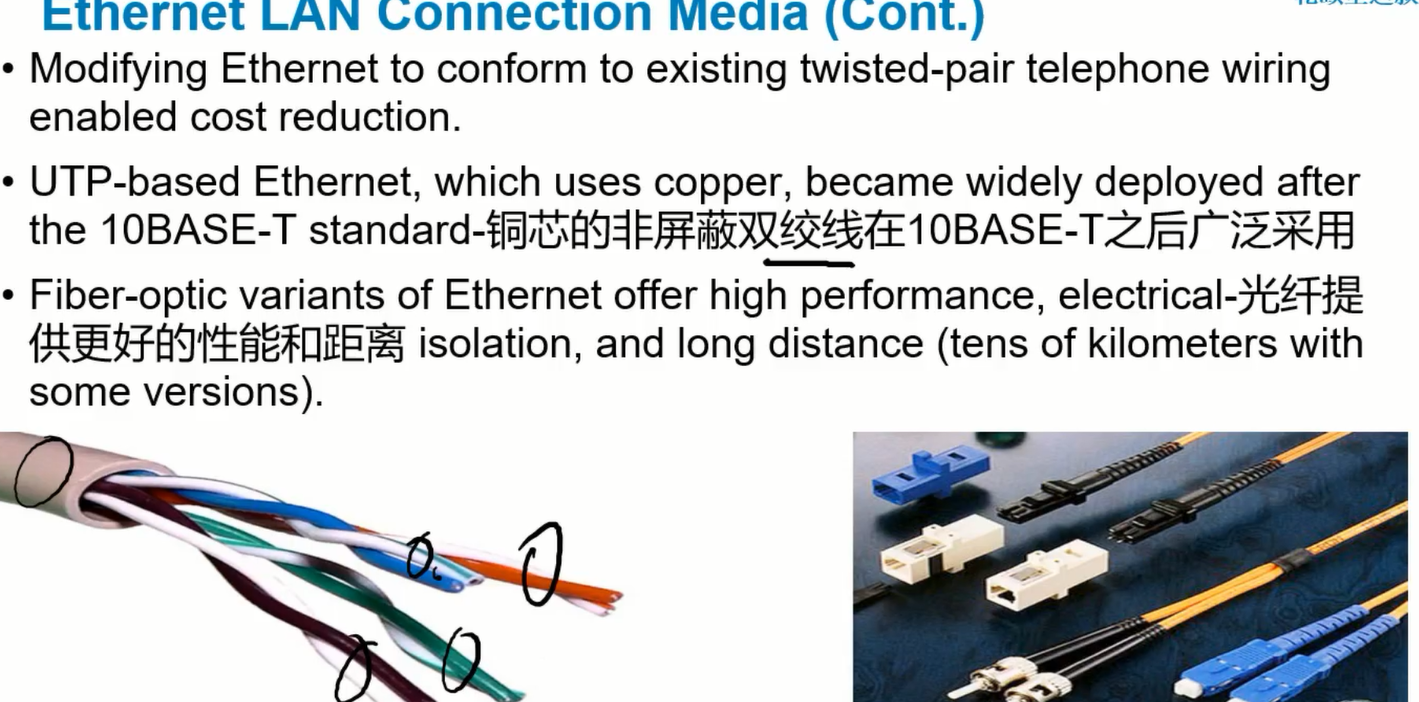 Ethernet LAN Connection Media (Cont.)
• Modifying Ethernet to conform to existing twisted-pair telephone wiring
enabled cost reduction.
• UTP-based Ethernet, which uses copper, became widely deployed after
the 10BASE-T standard-铜芯的非屏蔽双绞线在10BASE-T之后广泛采用
• Fiber-optic variants of Ethernet offer high performance, electrical-光纤提
供更好的性能和距离 isolation, and long distance (tens of kilometers with
some versions).